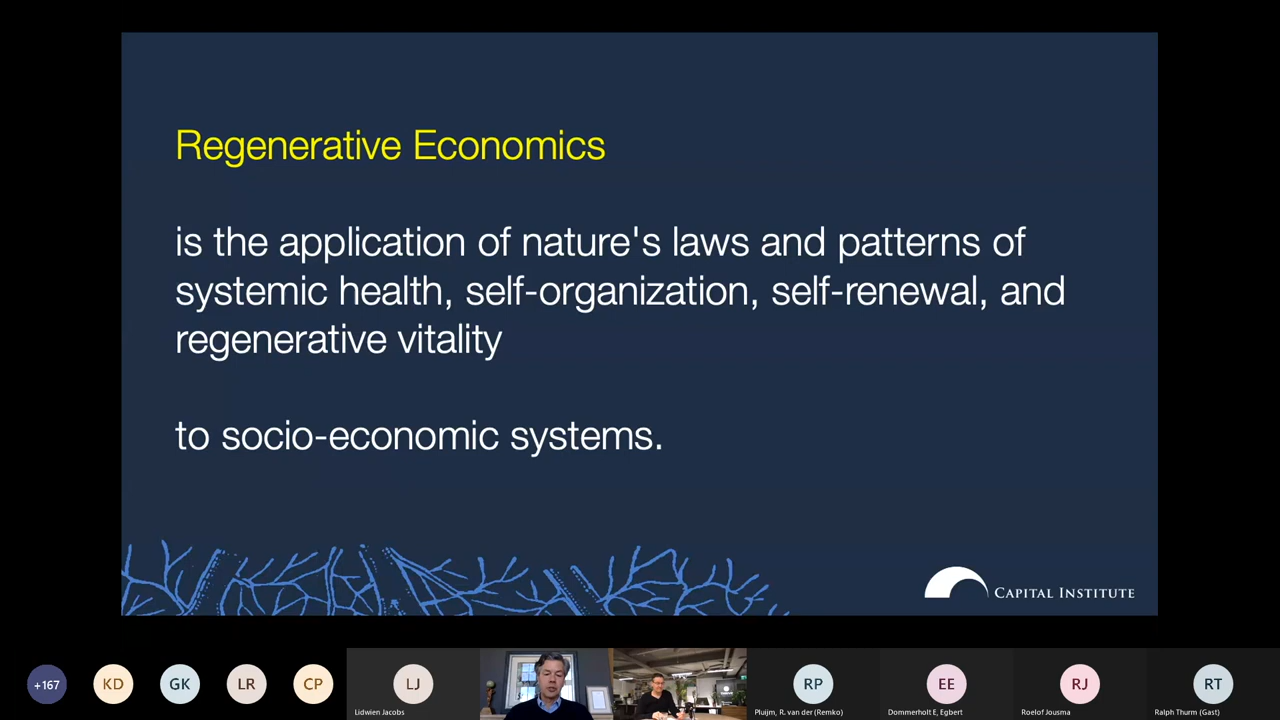 Regenerative Economics
is the application of nature's laws and patterns of
systemic health, self-organization, self-renewal, and
regenerative vitality
to socio-economic systems.
CAPITAL INSTITUTE
+167
KD
GK
LR
CP
LJ
Lidwien Jacobs
RP
Pluijm, R. van der (Remko)
EE
Dommerholt E, Egbert
RJ
Roelof Jousma
RT
Ralph Thurm (Gast)